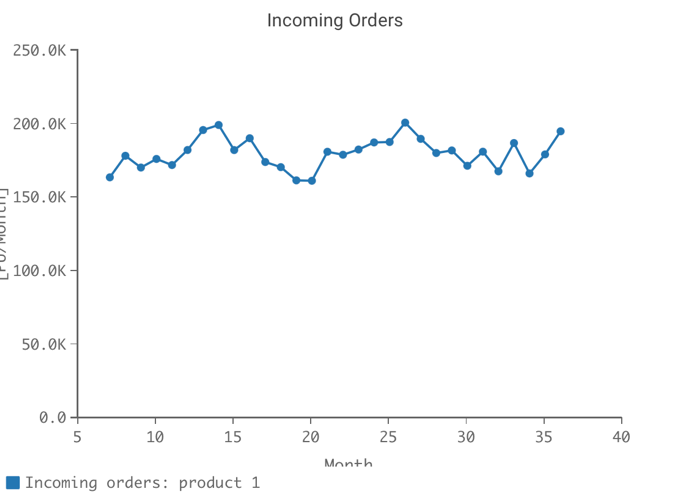 Incoming Orders
250.0K
200.0K
150.0K
100.0K
50.0K
0.0
5 10 15 20 25 30 35 40
Month
Incoming orders: product 1